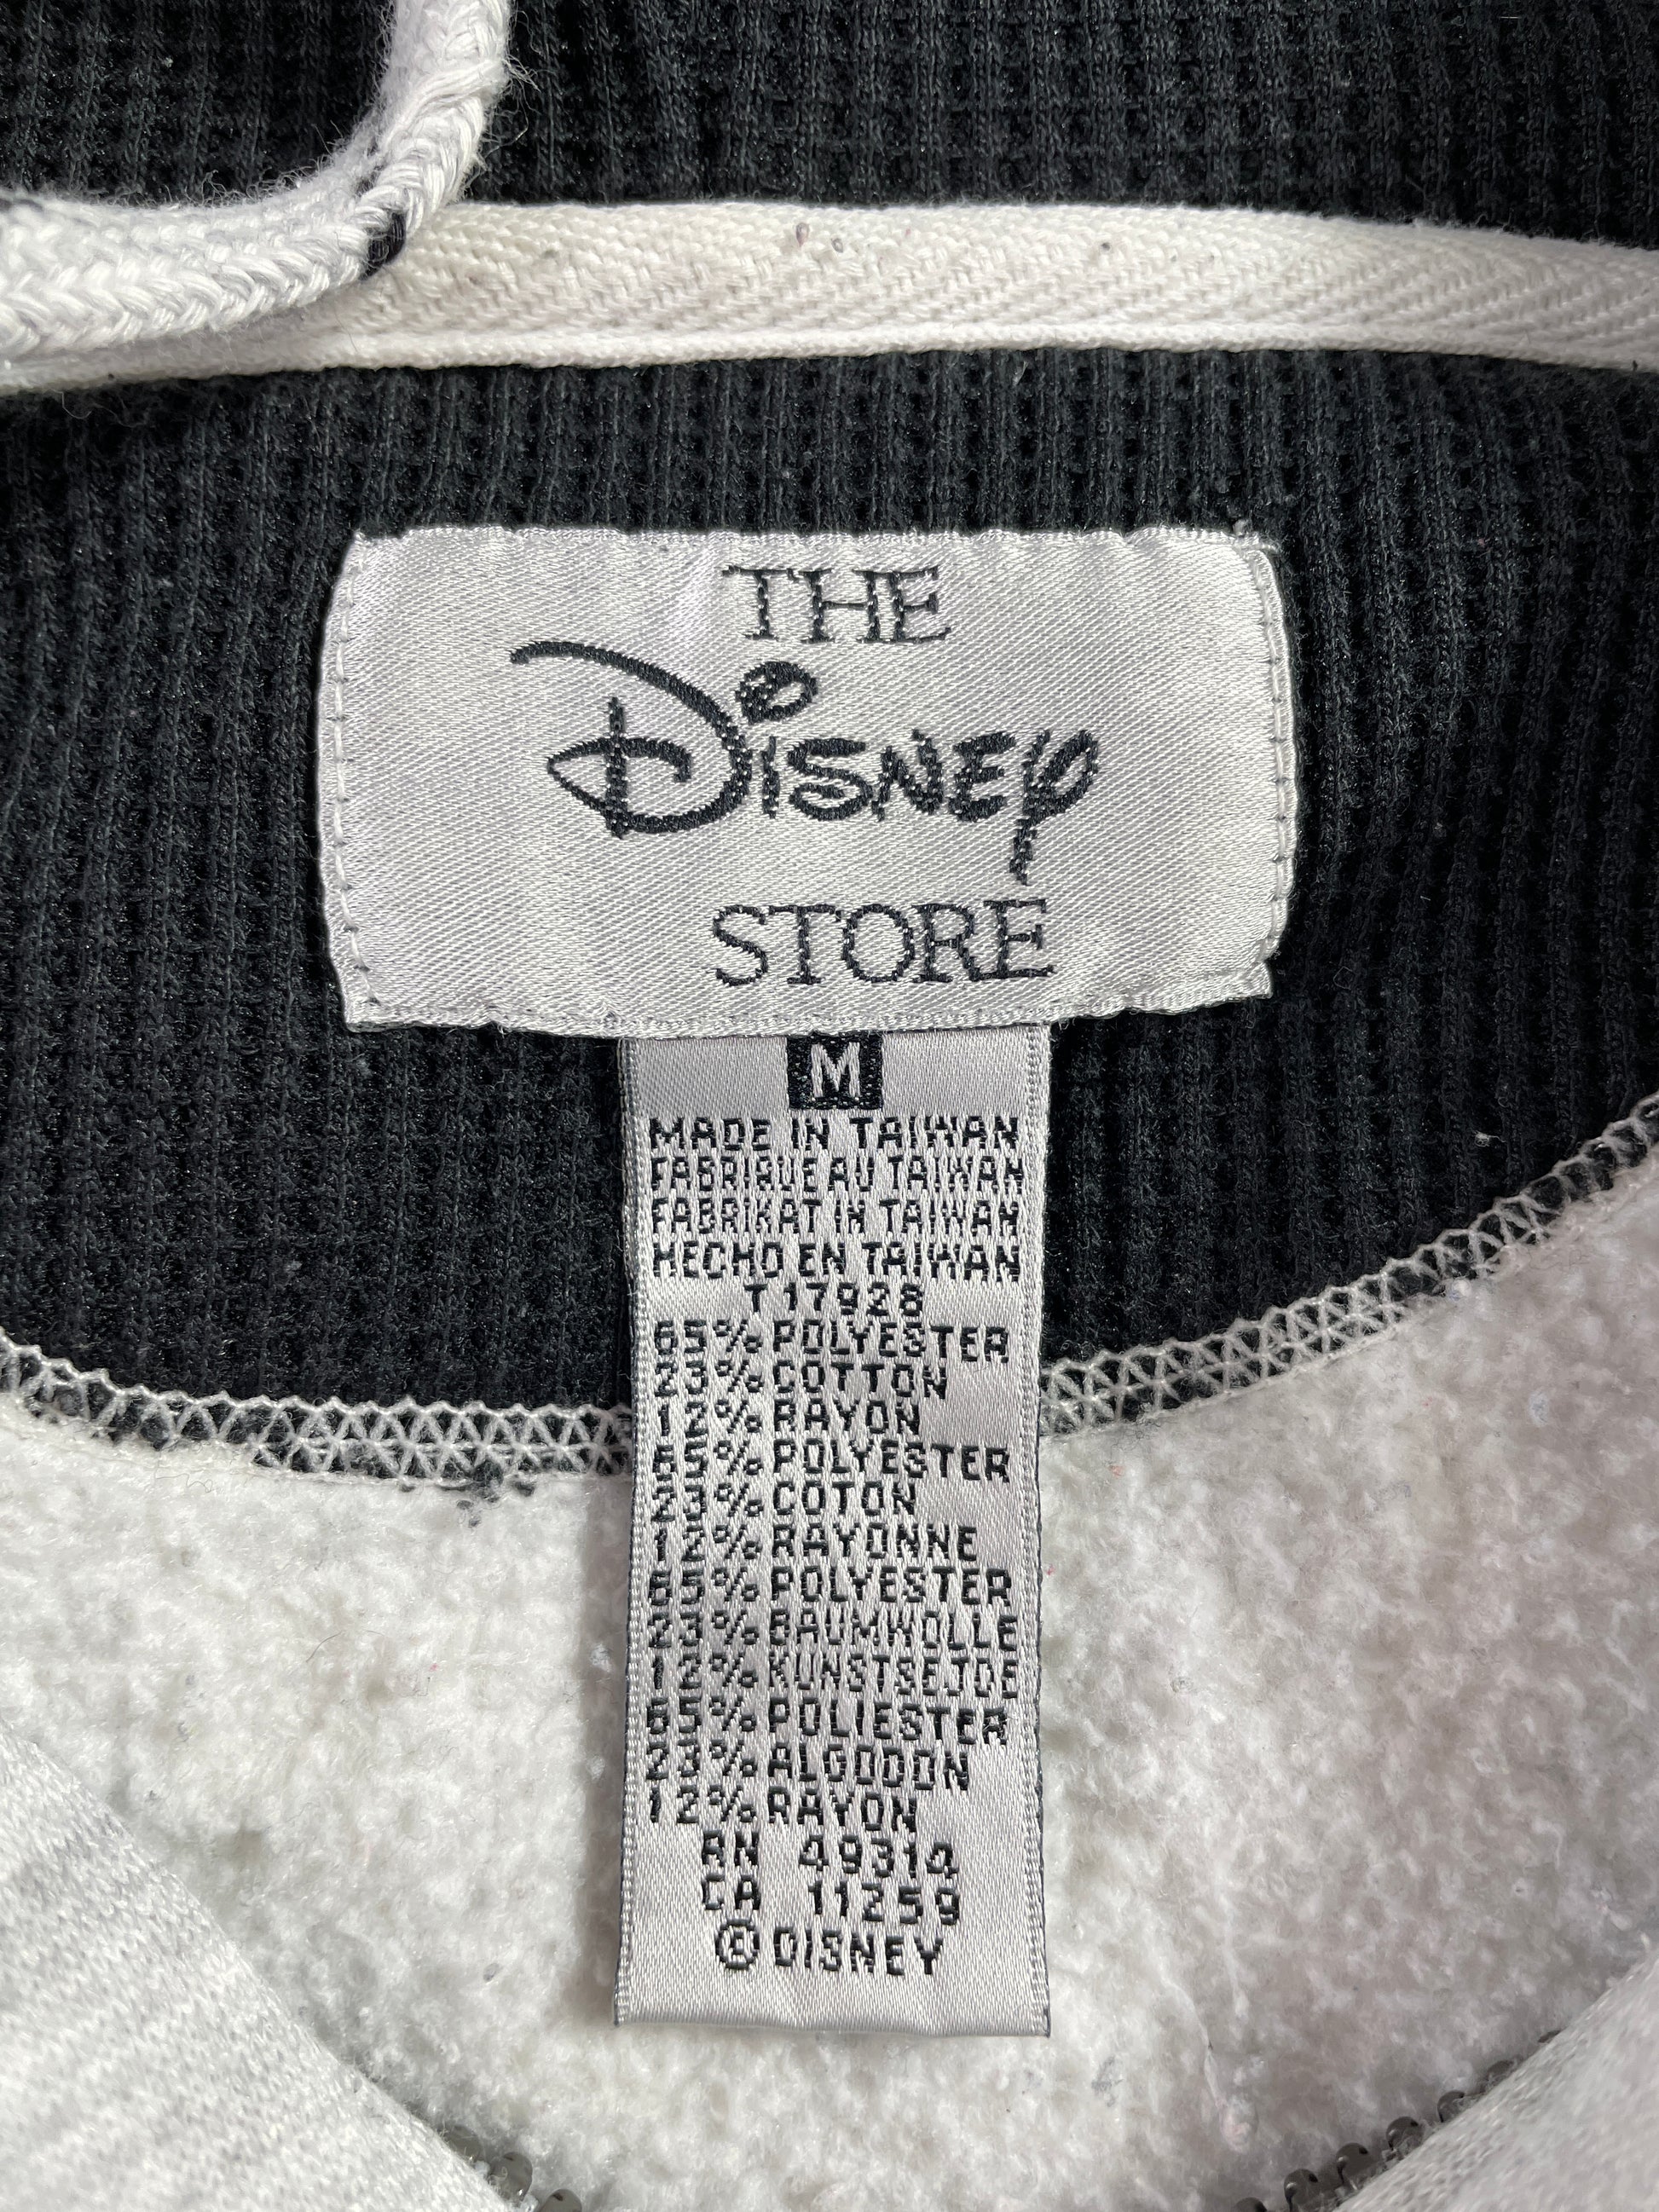 THE
Disney
STORE
M
MADE IN TAIWAN
FABRIQUE AU TAIWAN
FABRIKAT IN TAIWAN
HECHO EN TAIWAN
T17928
65% POLYESTER
23% COTTON
12% RAYON
65% POLYESTER
23% COTON
12% RAYONNE
65% POLYESTER
23% BAUMWOLLE
12% KUNSTSEIDE
65% POLIESTER
23% ALGODON
12% RAYON
RN 49314
CA 11259
© DISNEY